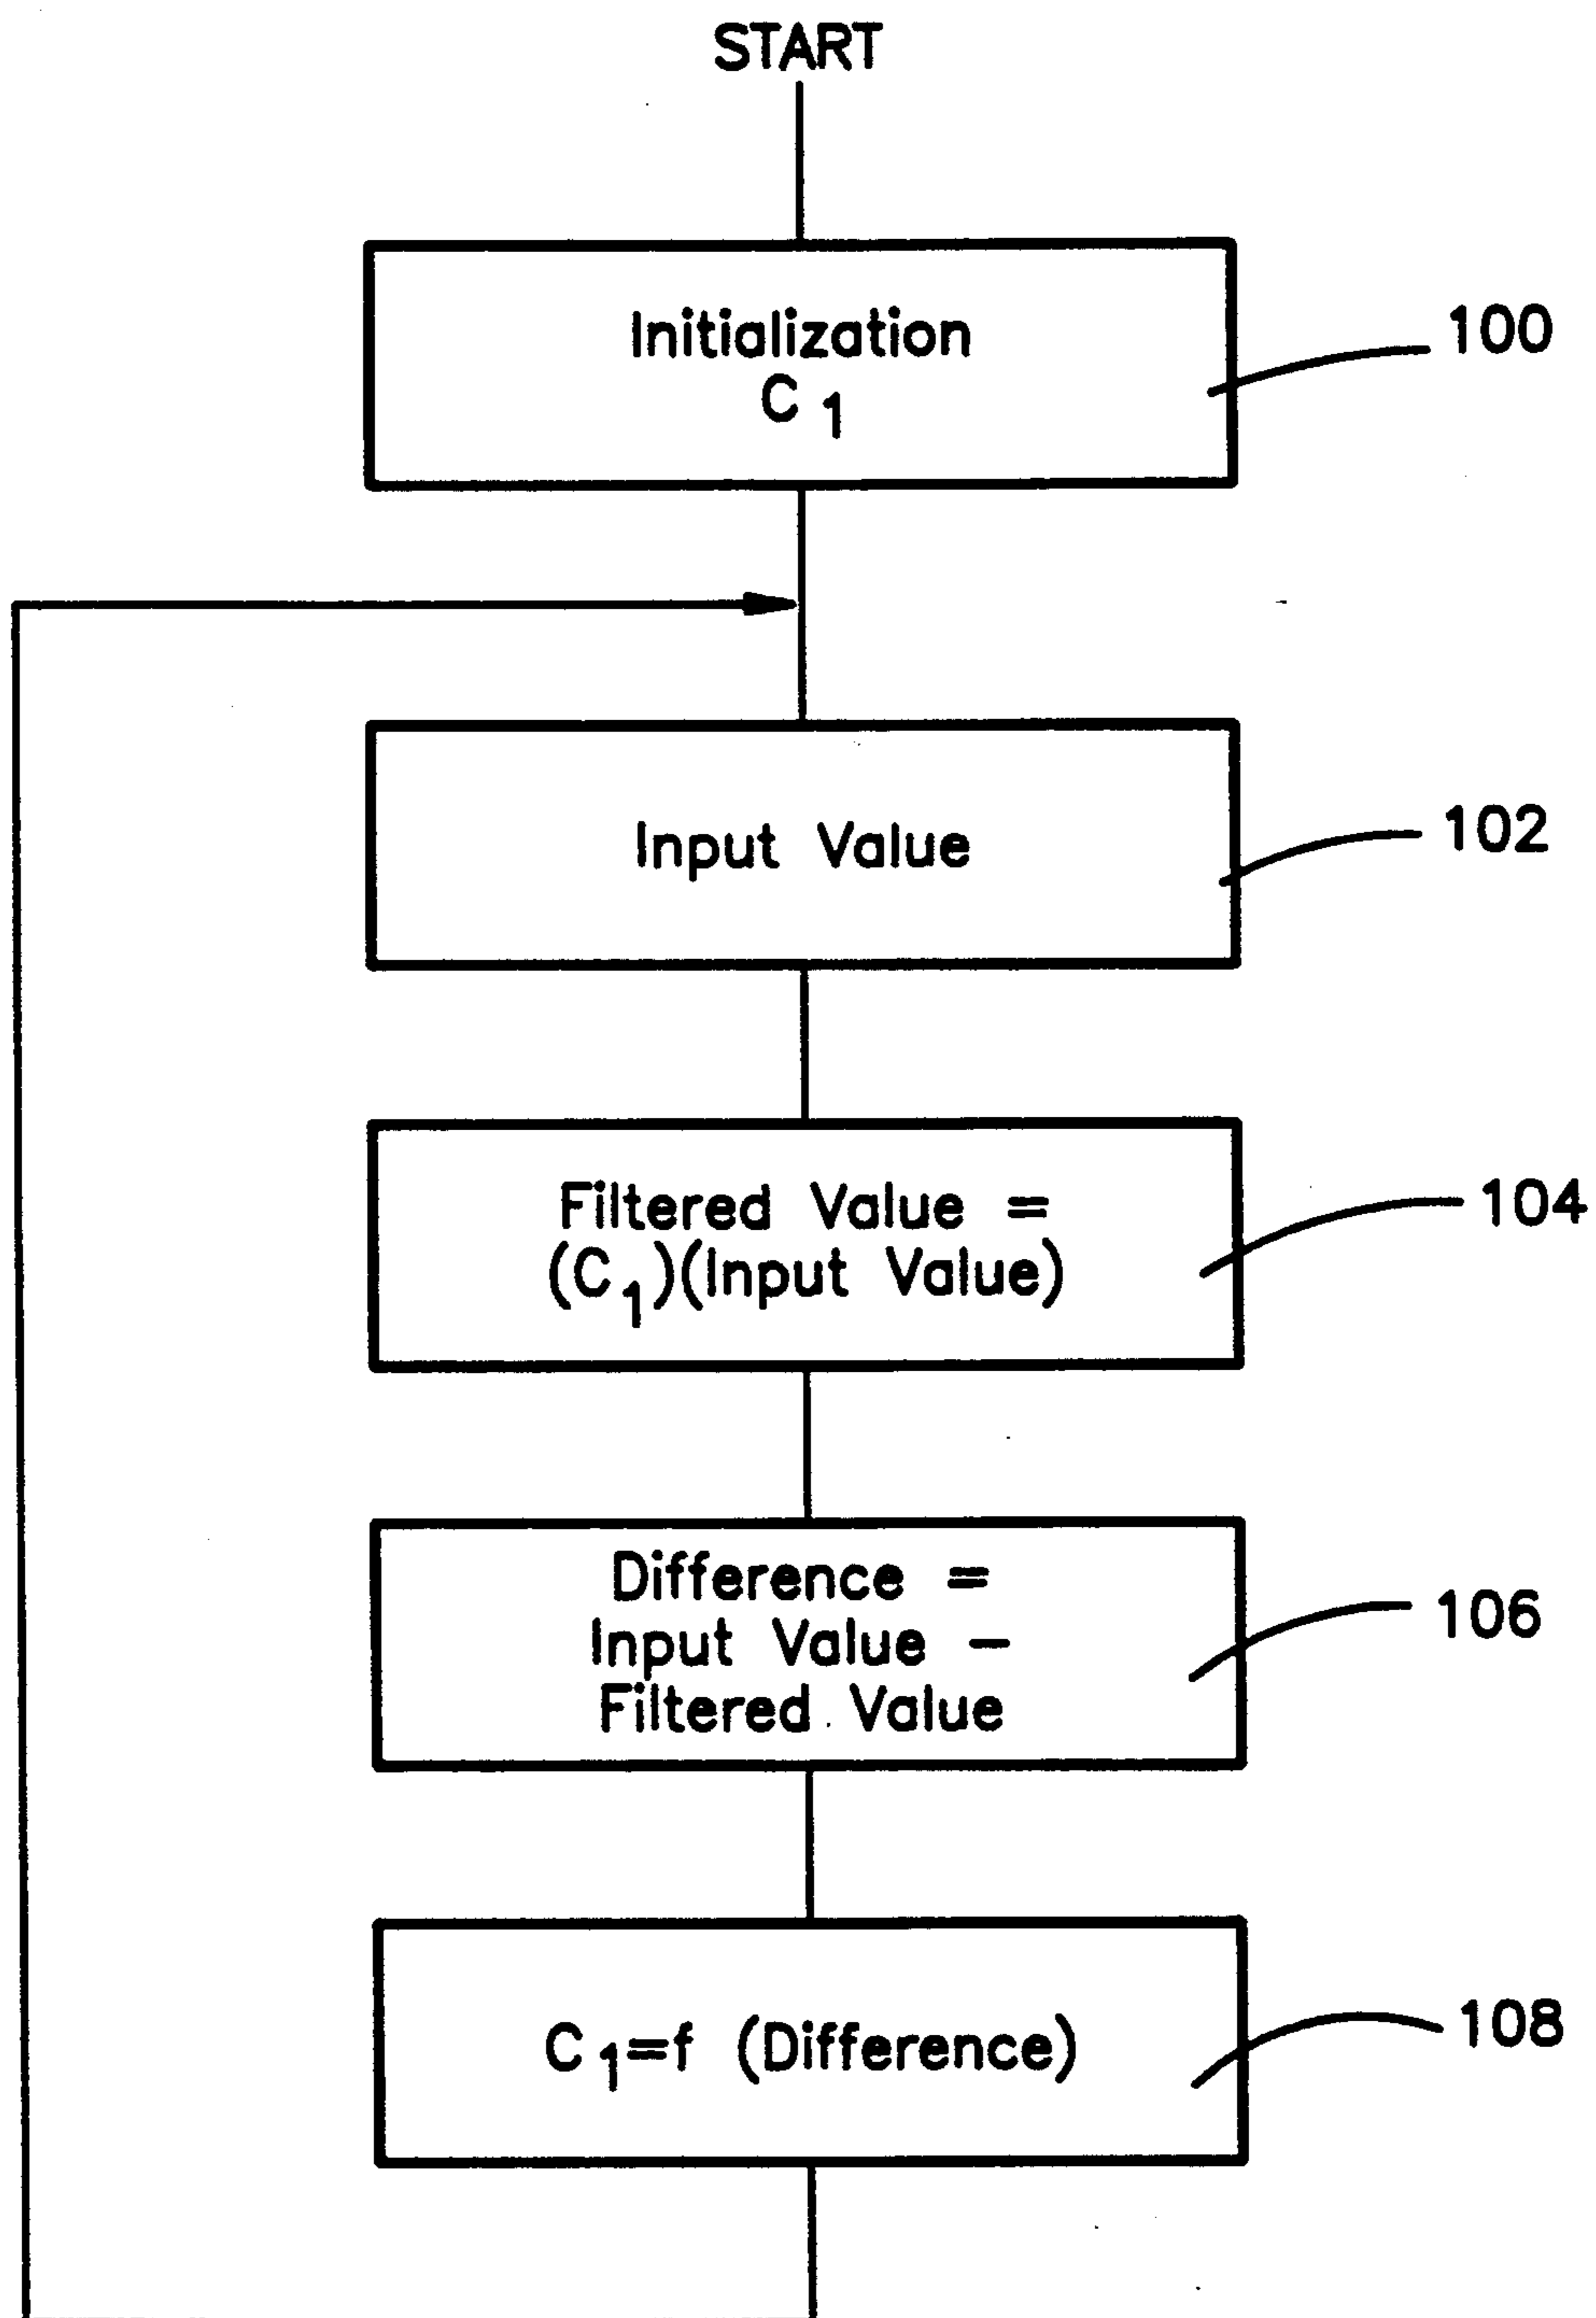 START
Initialization
C 1
100
Input Value
102
Filtered Value =
(C1)(Input Value)
104
Difference =
Input Value –
Filtered Value
106
C1=f (Difference)
108